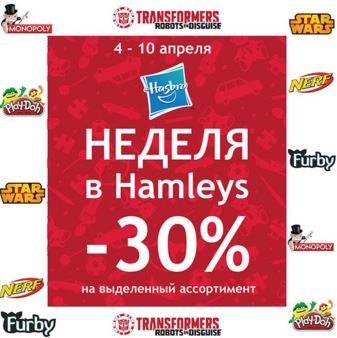 TRANSFORMERS
ROBOTS IN DISGUISE
MONOPOLY
STAR
WARS
4 - 10 апреля
Hasbro
Play-Doh
NERF
НЕДЕЛЯ
в Hamleys
Furby
STAR
WARS
-30%
MONOPOLY
на выделенный ассортимент
NERF
Play-Doh
Furby
TRANSFORMERS
ROBOTS IN DISGUISE